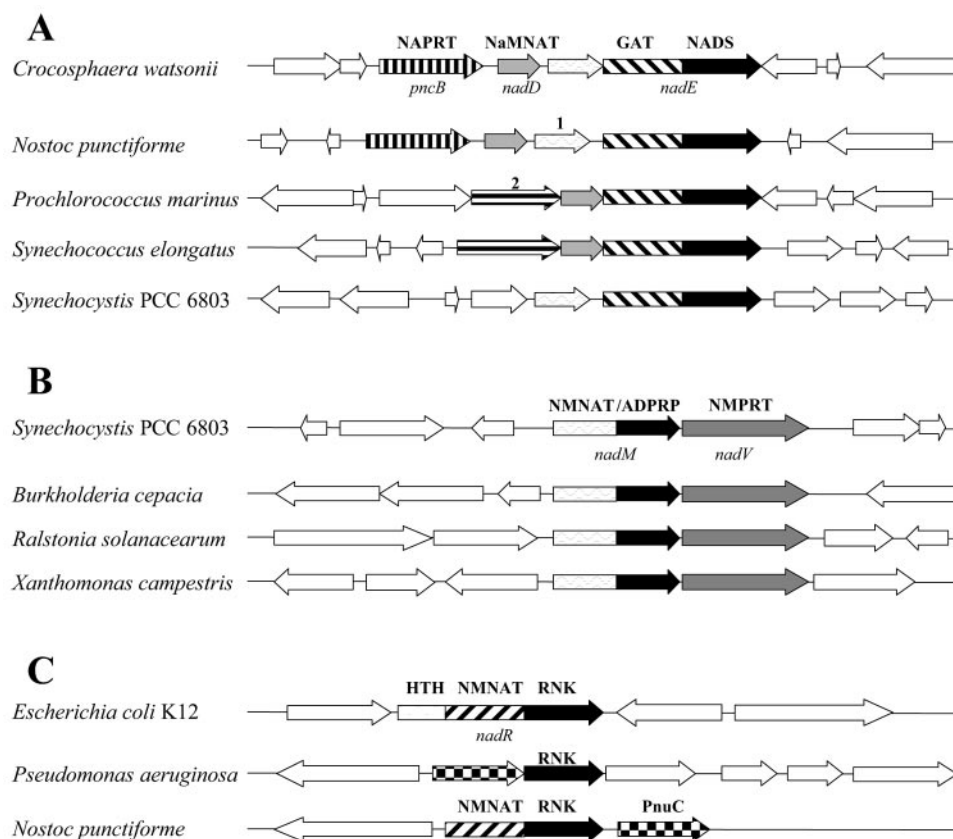 A
NAPRT NaMNAT GAT NADS
Crocosphaera watsonii
pncB nadD nadE
1
Nostoc punctiforme
2
Prochlorococcus marinus
Synechococcus elongatus
Synechocystis PCC 6803
B
NMNAT/ADPRP NMPRT
Synechocystis PCC 6803
nadM nadV
Burkholderia cepacia
Ralstonia solanacearum
Xanthomonas campestris
C
HTH NMNAT RNK
Escherichia coli K12
nadR
RNK
Pseudomonas aeruginosa
NMNAT RNK PnuC
Nostoc punctiforme